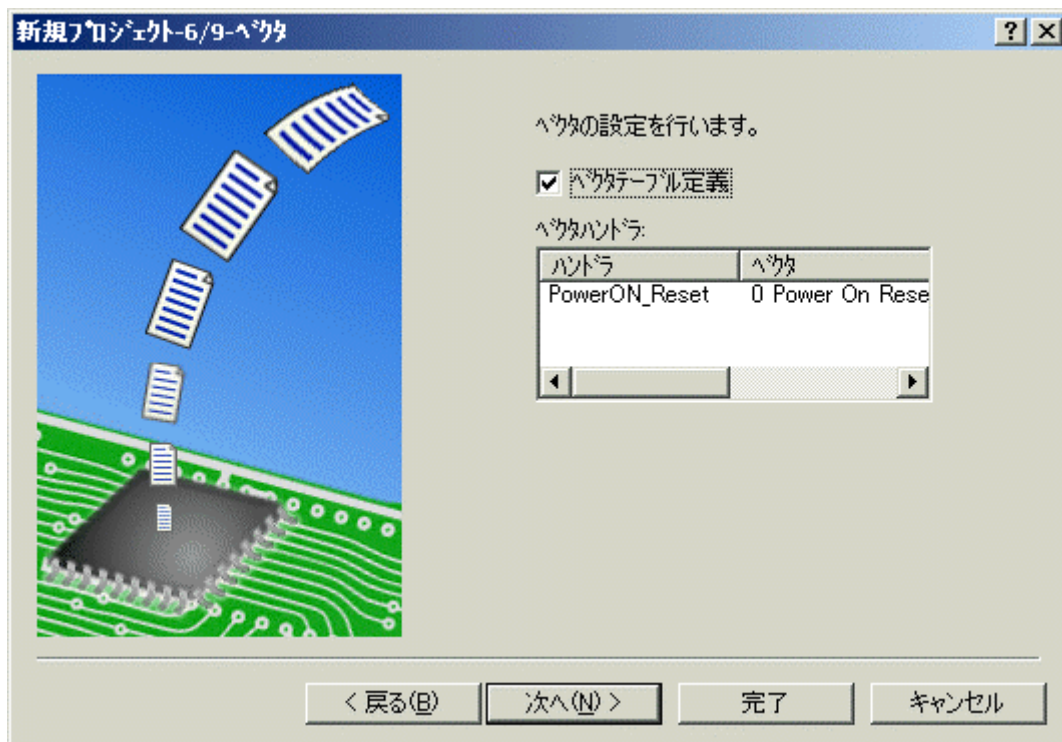 新規ﾌﾟﾛｼﾞｪｸﾄ-6/9-ﾍﾞｸﾀ
ﾍﾞｸﾀの設定を行います。
ﾍﾞｸﾀﾃｰﾌﾞﾙ定義
ﾍﾞｸﾀﾊﾝﾄﾞﾗ:
ﾊﾝﾄﾞﾗ ﾍﾞｸﾀ
PowerON_Reset 0 Power On Rese
< 戻る(B) 次へ(N) > 完了 キャンセル